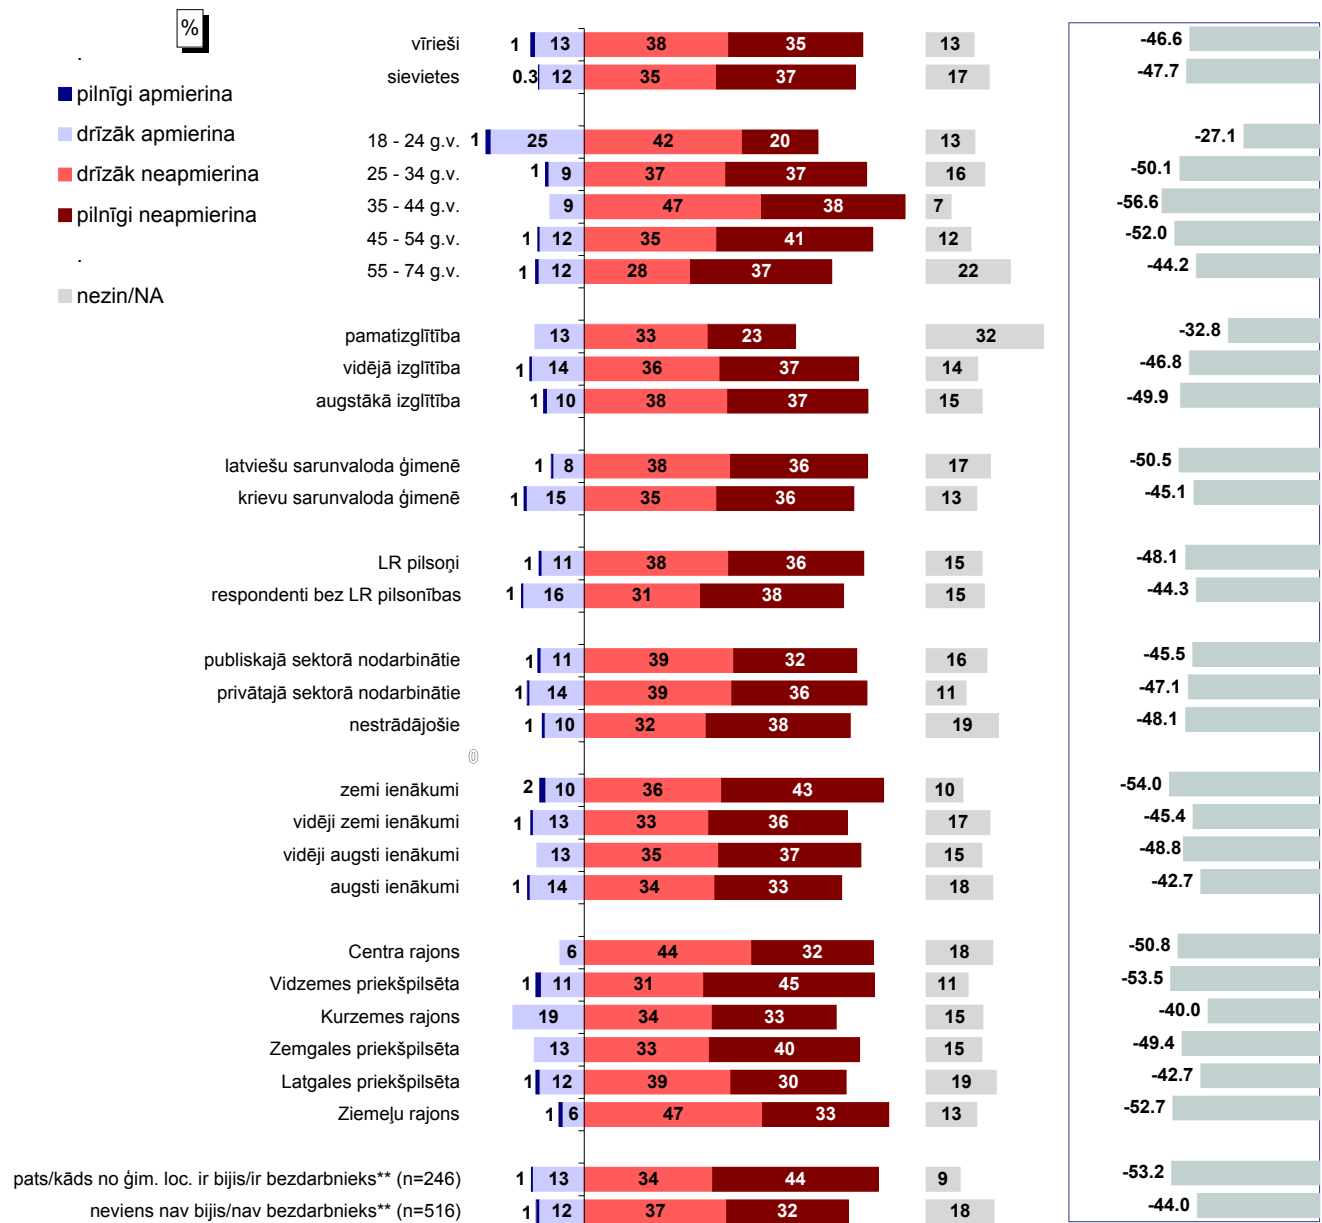 %
.
pilnīgi apmierina
drīzāk apmierina
drīzāk neapmierina
pilnīgi neapmierina
.
nezin/NA
vīrieši 1 13 38 35 13 -46.6
sievietes 0.3 12 35 37 17 -47.7
18 - 24 g.v. 1 25 42 20 13 -27.1
25 - 34 g.v. 1 9 37 37 16 -50.1
35 - 44 g.v. 9 47 38 7 -56.6
45 - 54 g.v. 1 12 35 41 12 -52.0
55 - 74 g.v. 1 12 28 37 22 -44.2
pamatizglītība 13 33 23 32 -32.8
vidējā izglītība 1 14 36 37 14 -46.8
augstākā izglītība 1 10 38 37 15 -49.9
latviešu sarunvaloda ģimenē 1 8 38 36 17 -50.5
krievu sarunvaloda ģimenē 1 15 35 36 13 -45.1
LR pilsoņi 1 11 38 36 15 -48.1
respondenti bez LR pilsonības 1 16 31 38 15 -44.3
publiskajā sektorā nodarbinātie 1 11 39 32 16 -45.5
privātajā sektorā nodarbinātie 1 14 39 36 11 -47.1
nestrādājošie 1 10 32 38 19 -48.1
0
zemi ienākumi 2 10 36 43 10 -54.0
vidēji zemi ienākumi 1 13 33 36 17 -45.4
vidēji augsti ienākumi 13 35 37 15 -48.8
augsti ienākumi 1 14 34 33 18 -42.7
Centra rajons 6 44 32 18 -50.8
Vidzemes priekšpilsēta 1 11 31 45 11 -53.5
Kurzemes rajons 19 34 33 15 -40.0
Zemgales priekšpilsēta 13 33 40 15 -49.4
Latgales priekšpilsēta 1 12 39 30 19 -42.7
Ziemeļu rajons 1 6 47 33 13 -52.7
pats/kāds no ģim. loc. ir bijis/ir bezdarbnieks** (n=246) 1 13 34 44 9 -53.2
neviens nav bijis/nav bezdarbnieks** (n=516) 1 12 37 32 18 -44.0